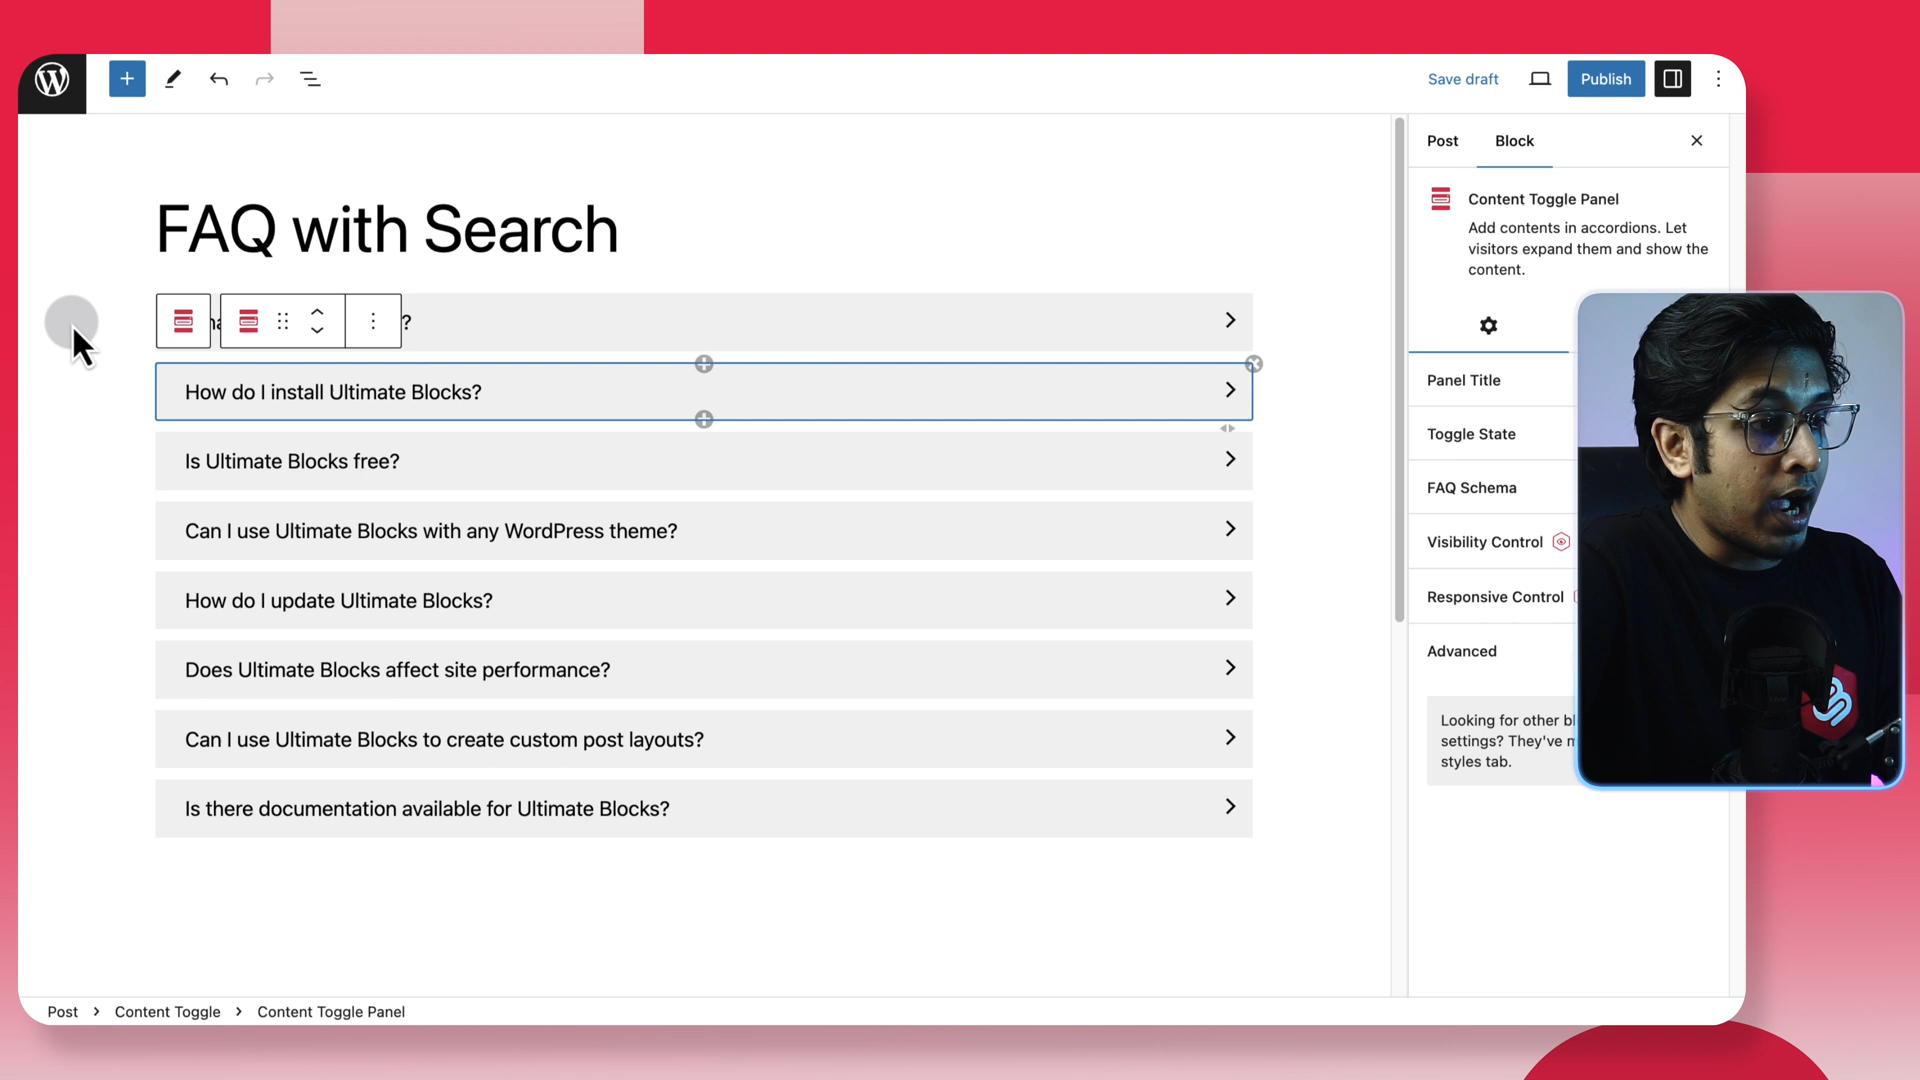 Save draft
Publish
Post
Block
Content Toggle Panel
Add contents in accordions. Let
visitors expand them and show the
content.
FAQ with Search
?
How do I install Ultimate Blocks?
Is Ultimate Blocks free?
Can I use Ultimate Blocks with any WordPress theme?
How do I update Ultimate Blocks?
Does Ultimate Blocks affect site performance?
Can I use Ultimate Blocks to create custom post layouts?
Is there documentation available for Ultimate Blocks?
Panel Title
Toggle State
FAQ Schema
Visibility Control
Responsive Control
Advanced
Looking for other
settings? They've
styles tab.
Post
Content Toggle
Content Toggle Panel